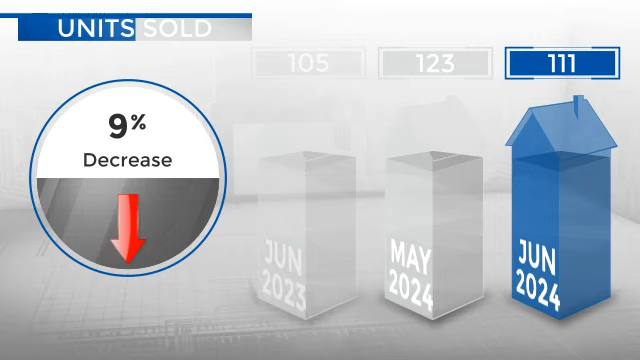 UNITS SOLD
105
123
111
9%
Decrease
JUN
2023
MAY
2024
JUN
2024